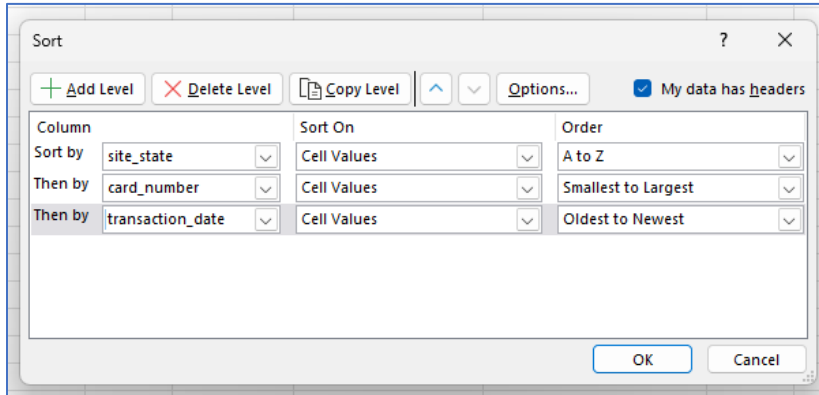 Sort ?
Add Level Delete Level Copy Level Options... My data has headers
Column Sort On Order
Sort by site_state Cell Values A to Z
Then by card_number Cell Values Smallest to Largest
Then by transaction_date Cell Values Oldest to Newest
OK Cancel